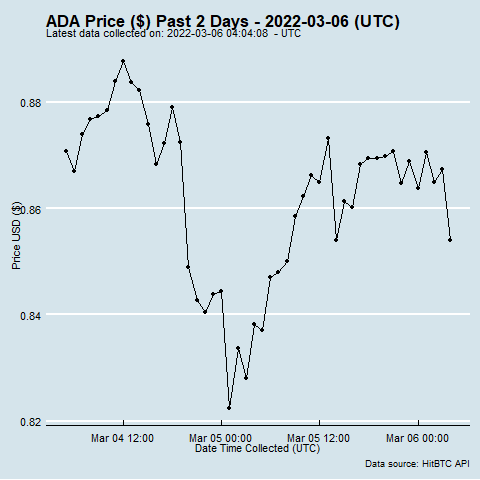 ADA Price ($) Past 2 Days - 2022-03-06 (UTC)
Latest data collected on: 2022-03-06 04:04:08 - UTC
0.88
0.86
0.84
0.82
Price USD ($)
Mar 04 12:00 Mar 05 00:00 Mar 05 12:00 Mar 06 00:00
Date Time Collected (UTC)
Data source: HitBTC API